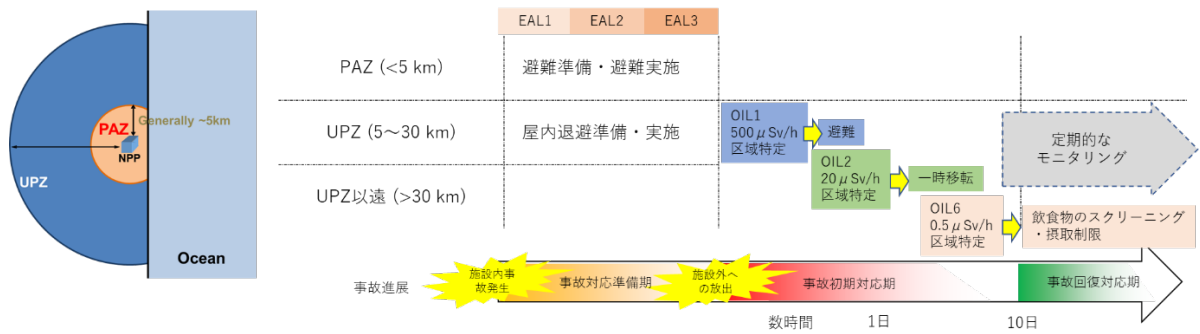 PAZ
Generally ~5km
NPP
UPZ
Ocean
EAL1
EAL2
EAL3
PAZ (<5 km)
避難準備・避難実施
UPZ (5～30 km)
屋内退避準備・実施
UPZ以遠 (>30 km)
OIL1
500μSv/h
区域特定
避難
OIL2
20μSv/h
区域特定
一時移転
OIL6
0.5μSv/h
区域特定
飲食物のスクリーニング
・摂取制限
定期的な
モニタリング
事故進展
施設内事
故発生
事故対応準備期
施設外へ
の放出
事故初期対応期
事故回復対応期
数時間
1日
10日